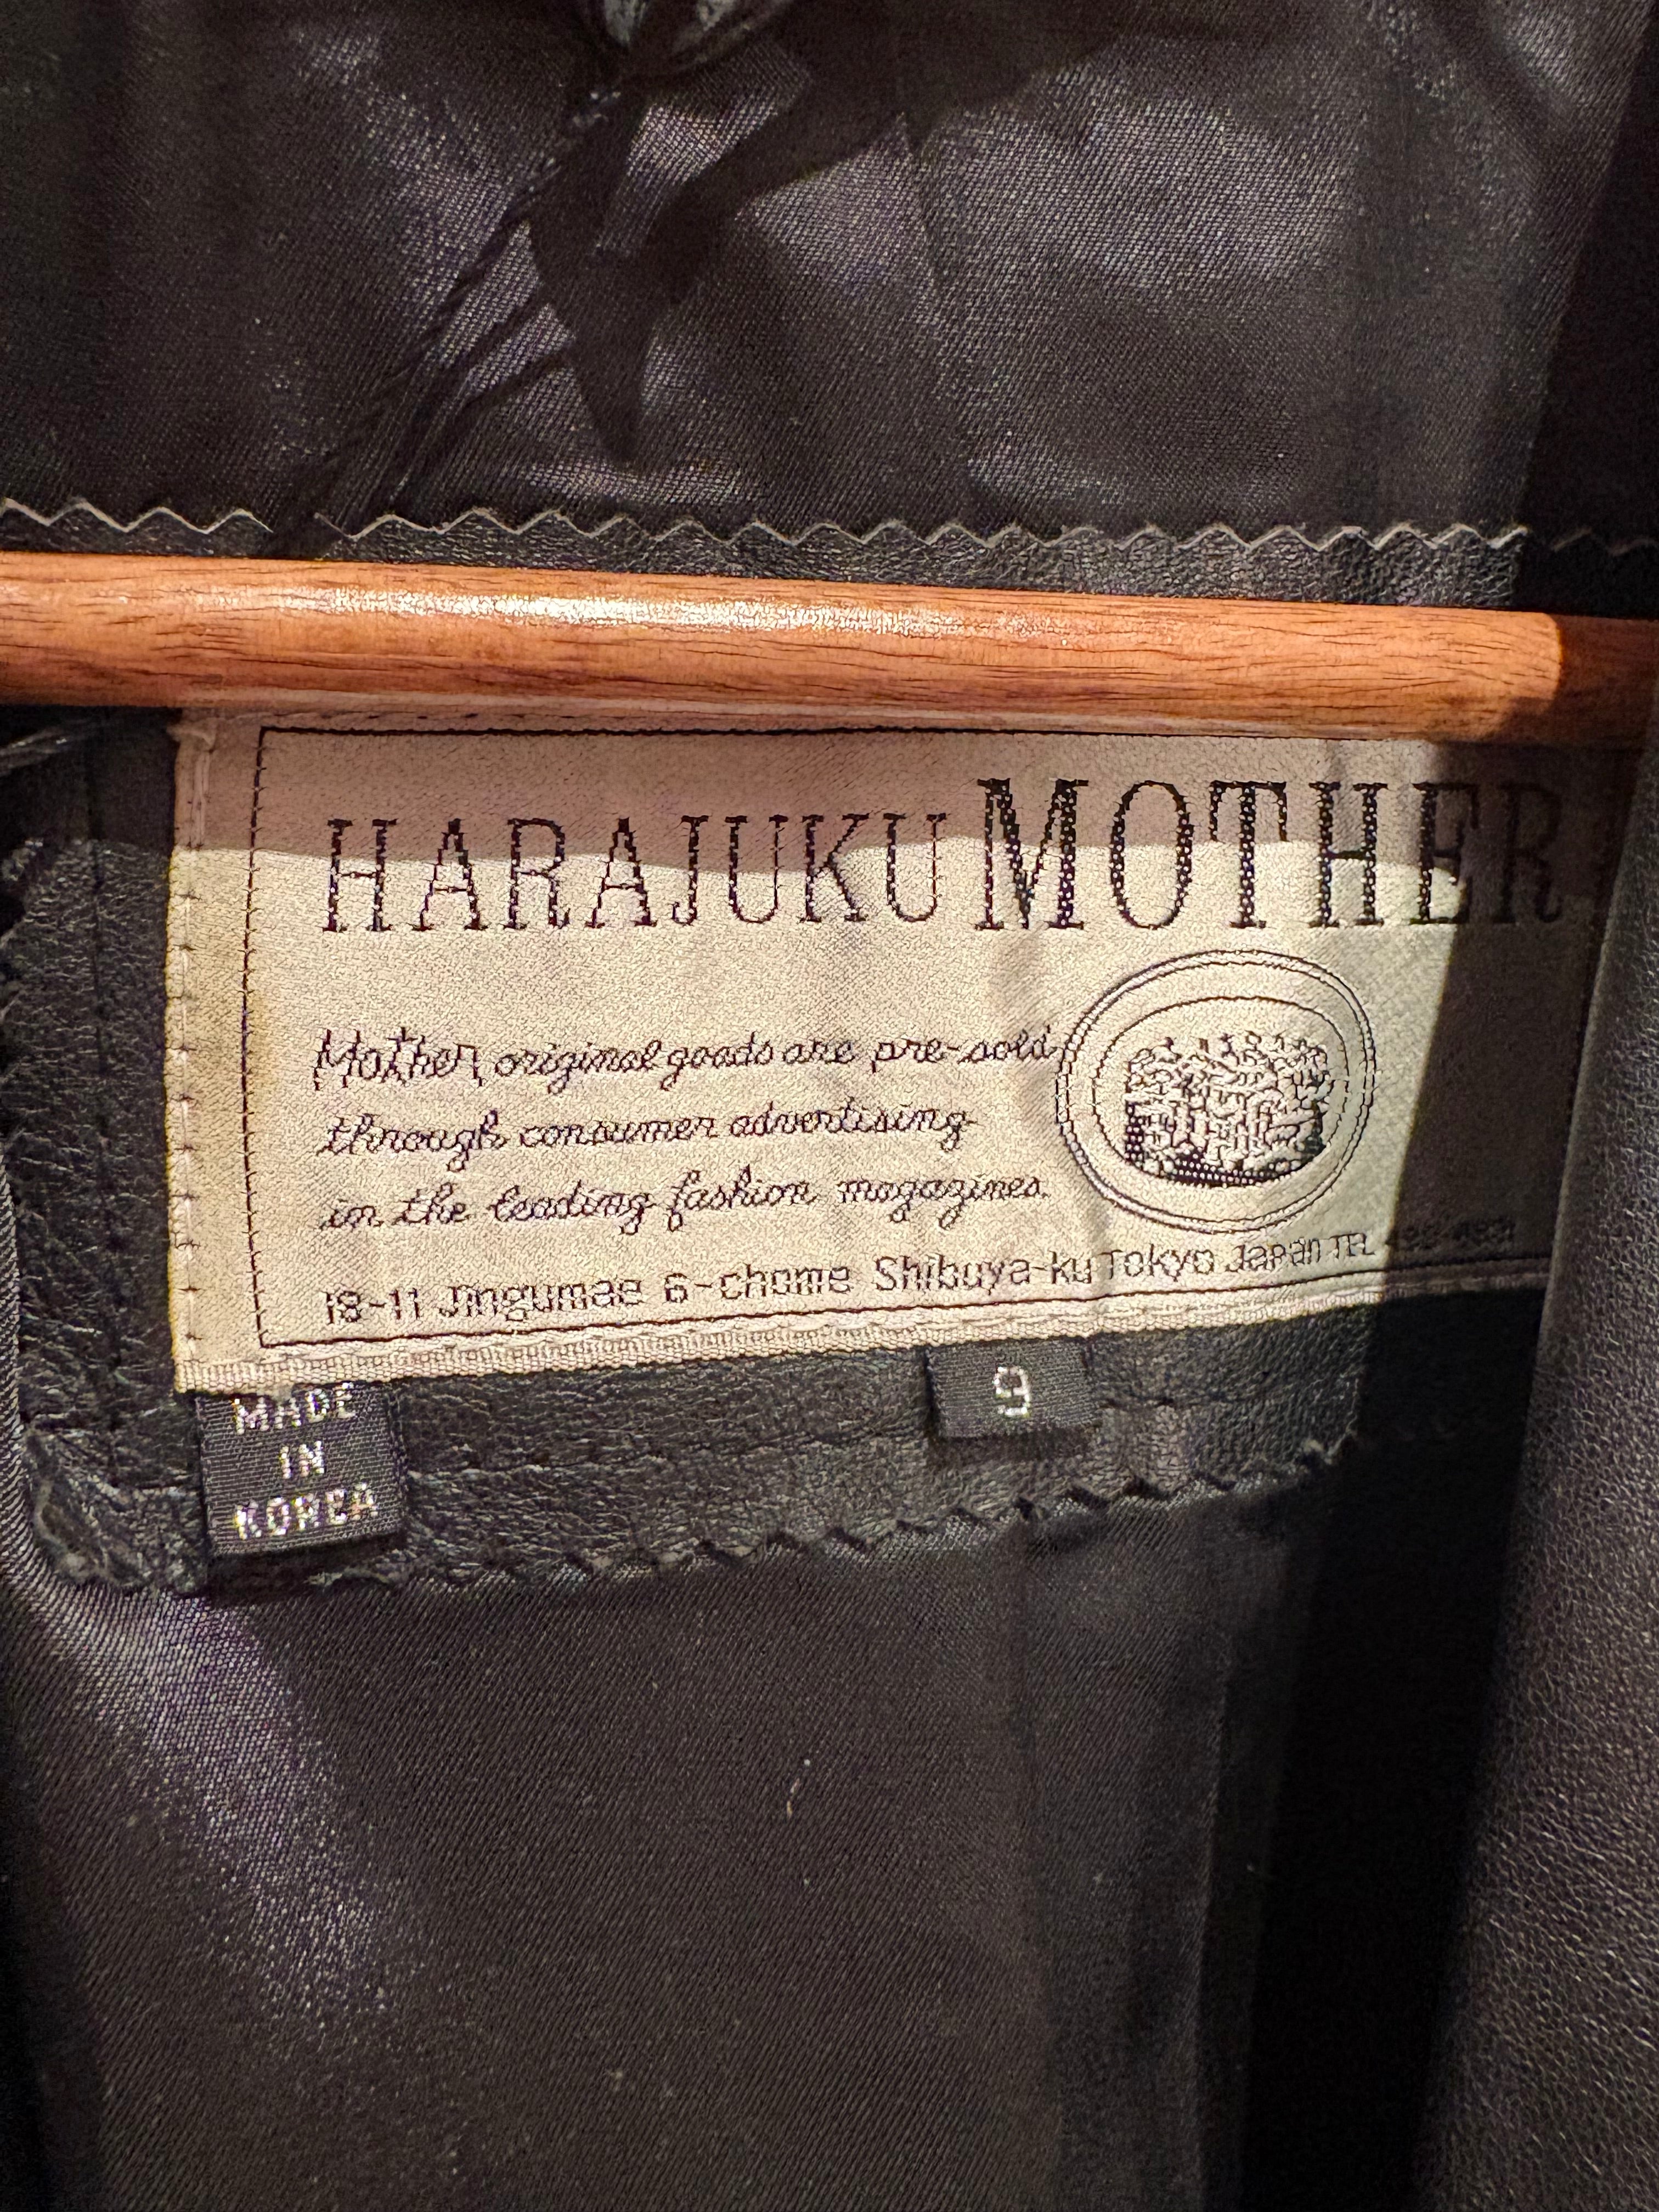 HARAJUKU MOTHER
Mother original goods are pre-sold
through consumer advertising
in the leading fashion magazines.
18-11 Jingumae 6-chome Shibuya-ku Tokyo Japan TEL
MADE
IN
KOREA
9